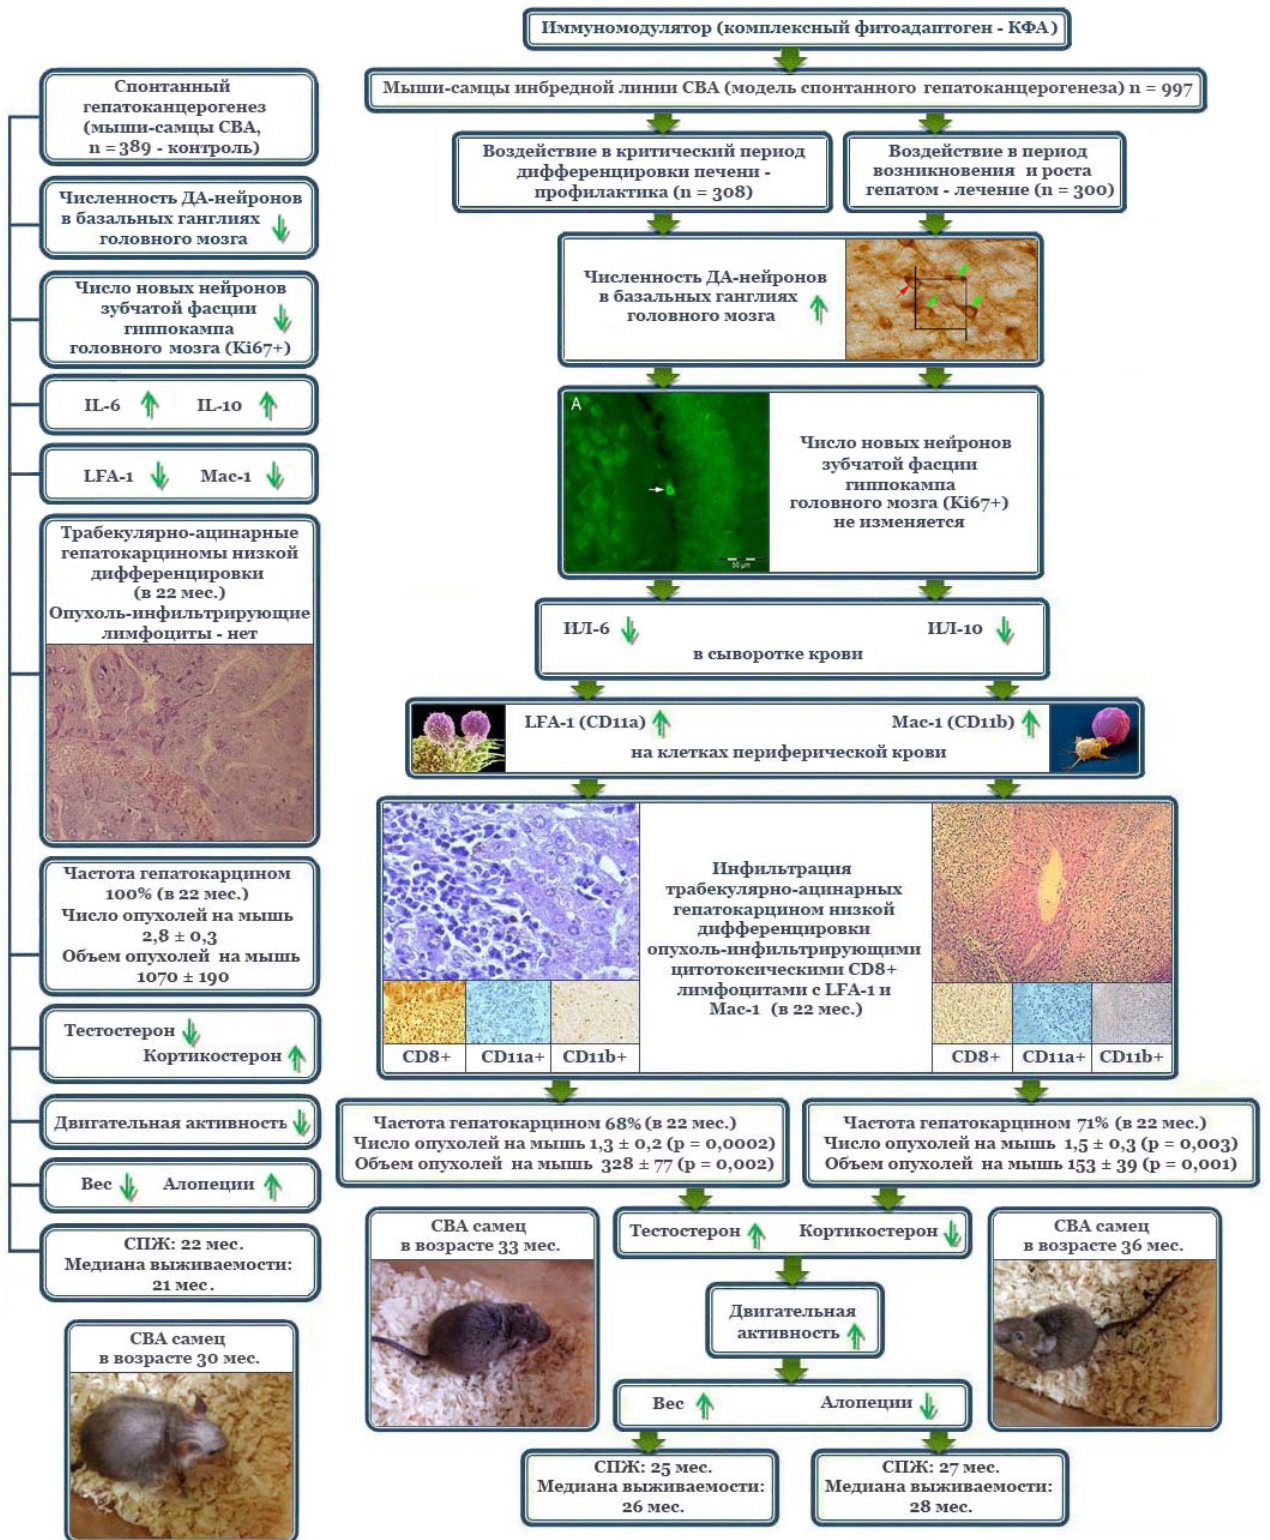 Иммуномодулятор (комплексный фитоадаптоген - КФА)
Мыши-самцы инбредной линии СВА (модель спонтанного гепатоканцерогенеза) n = 997
Спонтанный
гепатоканцерогенез
(мыши-самцы СВА,
n = 389 - контроль)
Численность ДА-нейронов
в базальных ганглиях
головного мозга
Число новых нейронов
зубчатой фасции
гиппокампа
головного мозга (Ki67+)
IL-6 IL-10
LFA-1 Mac-1
Трабекулярно-ацинарные
гепатокарциномы низкой
дифференцировки
(в 22 мес.)
Опухоль-инфильтрирующие
лимфоциты - нет
Частота гепатокарцином
100% (в 22 мес.)
Число опухолей на мышь
2,8 ± 0,3
Объем опухолей на мышь
1070 ± 190
Тестостерон
Кортикостерон
Двигательная активность
Вес Алопеции
СПЖ: 22 мес.
Медиана выживаемости:
21 мес.
СВА самец
в возрасте 30 мес.
Воздействие в критический период
дифференцировки печени -
профилактика (n = 308)
Воздействие в период
возникновения и роста
гепатом - лечение (n = 300)
Численность ДА-нейронов
в базальных ганглиях
головного мозга
A
50 µm
Число новых нейронов
зубчатой фасции
гиппокампа
головного мозга (Ki67+)
не изменяется
ИЛ-6 ИЛ-10
в сыворотке крови
LFA-1 (CD11a) Mac-1 (CD11b)
на клетках периферической крови
Инфильтрация
трабекулярно-ацинарных
гепатокарцином низкой
дифференцировки
опухоль-инфильтрирующими
цитотоксическими CD8+
лимфоцитами с LFA-1 и
Mac-1 (в 22 мес.)
CD8+ CD11a+ CD11b+
CD8+ CD11a+ CD11b+
Частота гепатокарцином 68% (в 22 мес.)
Число опухолей на мышь 1,3 ± 0,2 (p = 0,0002)
Объем опухолей на мышь 328 ± 77 (p = 0,002)
Частота гепатокарцином 71% (в 22 мес.)
Число опухолей на мышь 1,5 ± 0,3 (p = 0,003)
Объем опухолей на мышь 153 ± 39 (p = 0,001)
СВА самец
в возрасте 33 мес.
Тестостерон Кортикостерон
СВА самец
в возрасте 36 мес.
Двигательная
активность
Вес Алопеции
СПЖ: 25 мес.
Медиана выживаемости:
26 мес.
СПЖ: 27 мес.
Медиана выживаемости:
28 мес.